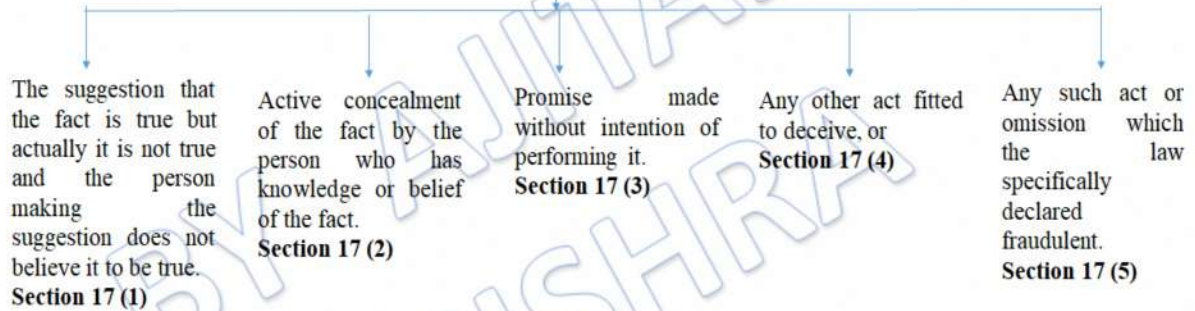 The suggestion that
the fact is true but
actually it is not true
and the person
making the
suggestion does not
believe it to be true.
Section 17 (1)
Active concealment
of the fact by the
person who has
knowledge or belief
of the fact.
Section 17 (2)
Promise made
without intention of
performing it.
Section 17 (3)
Any other act fitted
to deceive, or
Section 17 (4)
Any such act or
omission which
the law
specifically
declared
fraudulent.
Section 17 (5)